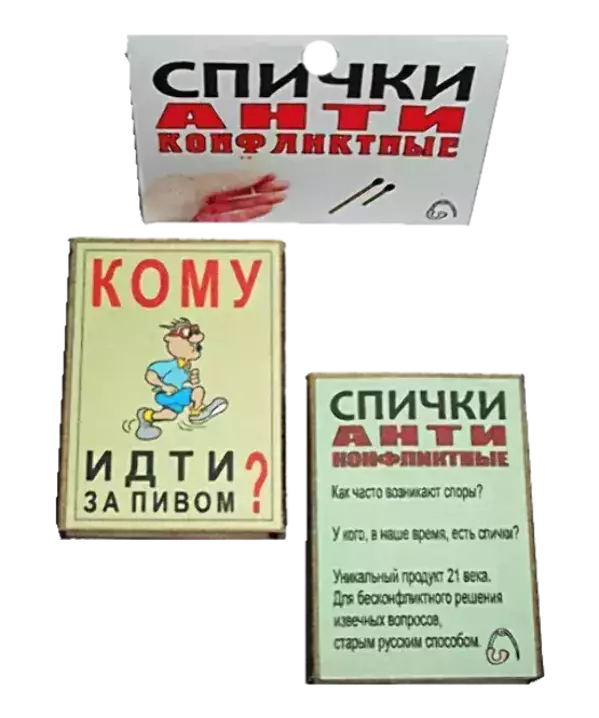 СПИЧКИ
АНТИ
КОНФЛИКТНЫЕ
КОМУ
ИДТИ
ЗА ПИВОМ ?
СПИЧКИ
АНТИ
КОНФЛИКТНЫЕ
Как часто возникают споры?
У кого, в наше время, есть спички?
Уникальный продукт 21 века.
Для бесконфликтного решения
извечных вопросов,
старым русским способом.